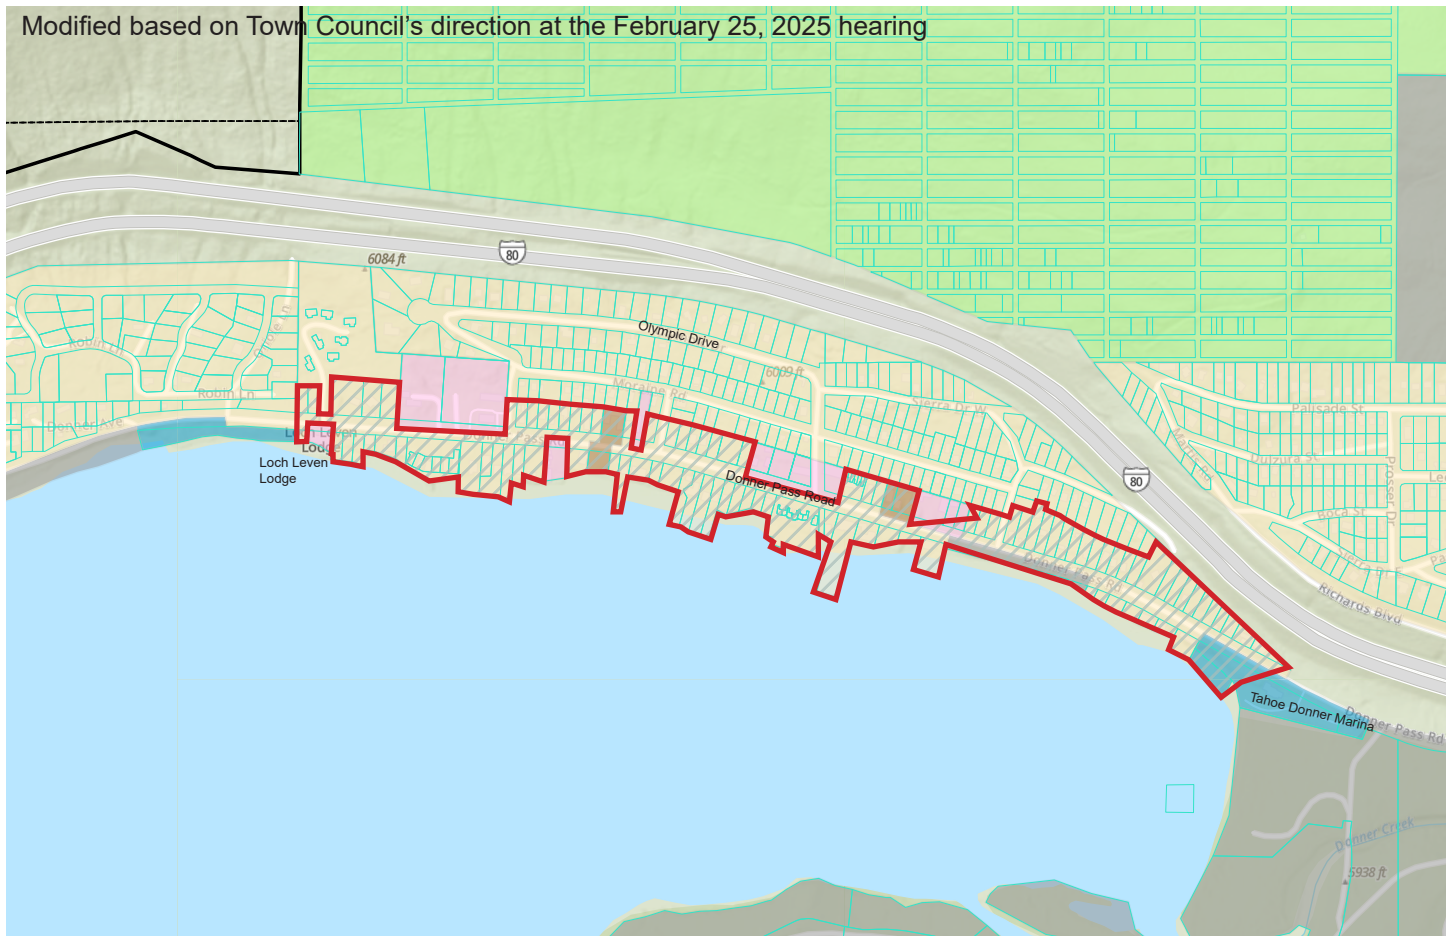 Modified based on Town Council's direction at the February 25, 2025 hearing
80
6084 ft
Olympic Drive
Robin Ln
6009 ft
Moraine Rd
Robin Ln
Sierra Dr W
Palisade St
Donner Ave
Loch Leven
Lodge
Loch Leven
Lodge
Donner Pass Road
Dulzura St
80
Prosser Dr
Boca St
Sierra Dr E
Donner Pass Rd
Richards Blvd
Tahoe Donner Marina
Donner Pass Rd
Donner Creek
5938 ft